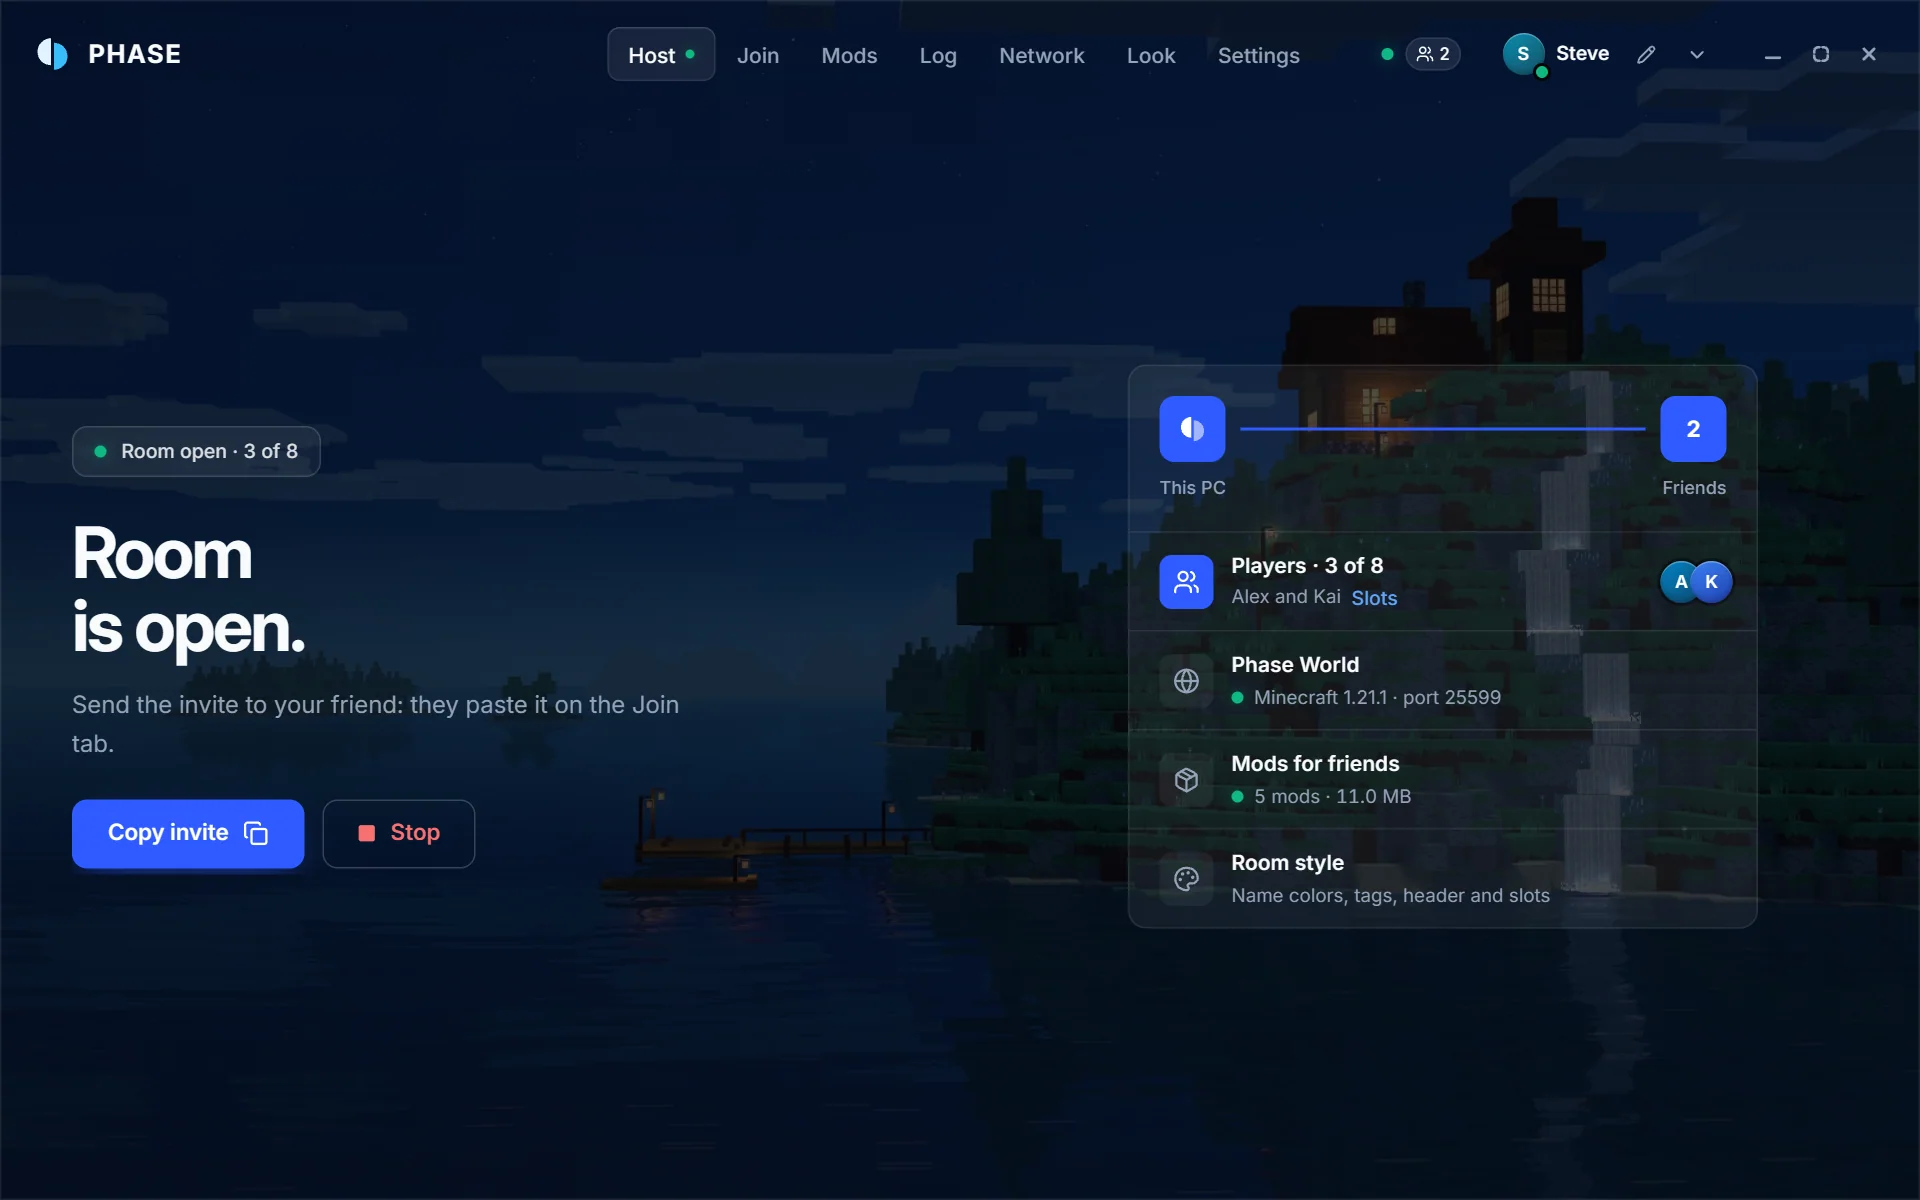 PHASE
Host
Join
Mods
Log
Network
Look
Settings
2
S
Steve
Room open · 3 of 8
Room
is open.
Send the invite to your friend: they paste it on the Join
tab.
Copy invite
Stop
2
This PC
Friends
Players · 3 of 8
Alex and Kai Slots
A K
Phase World
Minecraft 1.21.1 · port 25599
Mods for friends
5 mods · 11.0 MB
Room style
Name colors, tags, header and slots